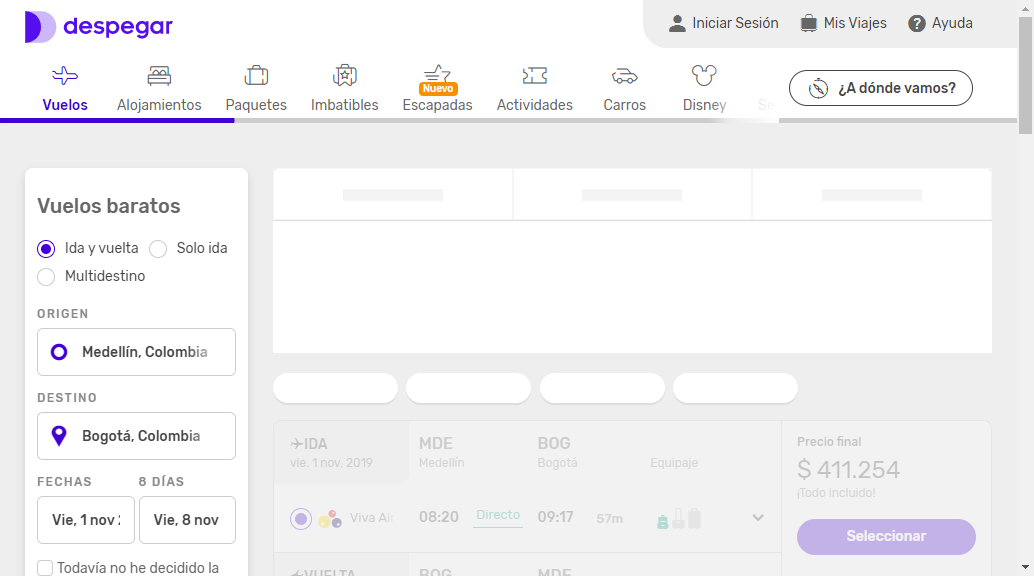 despegar
Iniciar Sesión
Mis Viajes
Ayuda
Vuelos
Alojamientos
Paquetes
Imbatibles
Nuevo
Escapadas
Actividades
Carros
Disney
¿A dónde vamos?
Vuelos baratos
Ida y vuelta
Solo ida
Multidestino
ORIGEN
Medellín, Colombia
DESTINO
Bogotá, Colombia
FECHAS
8 DÍAS
Vie, 1 nov
Vie, 8 nov
Todavía no he decidido la
IDA
MDE
BOG
vie. 1 nov. 2019
Medellín
Bogotá
Equipaje
Viva Air
08:20
Directo
09:17
57m
VUELTA
BOG
MDE
Precio final
$ 411.254
¡Todo incluido!
Seleccionar